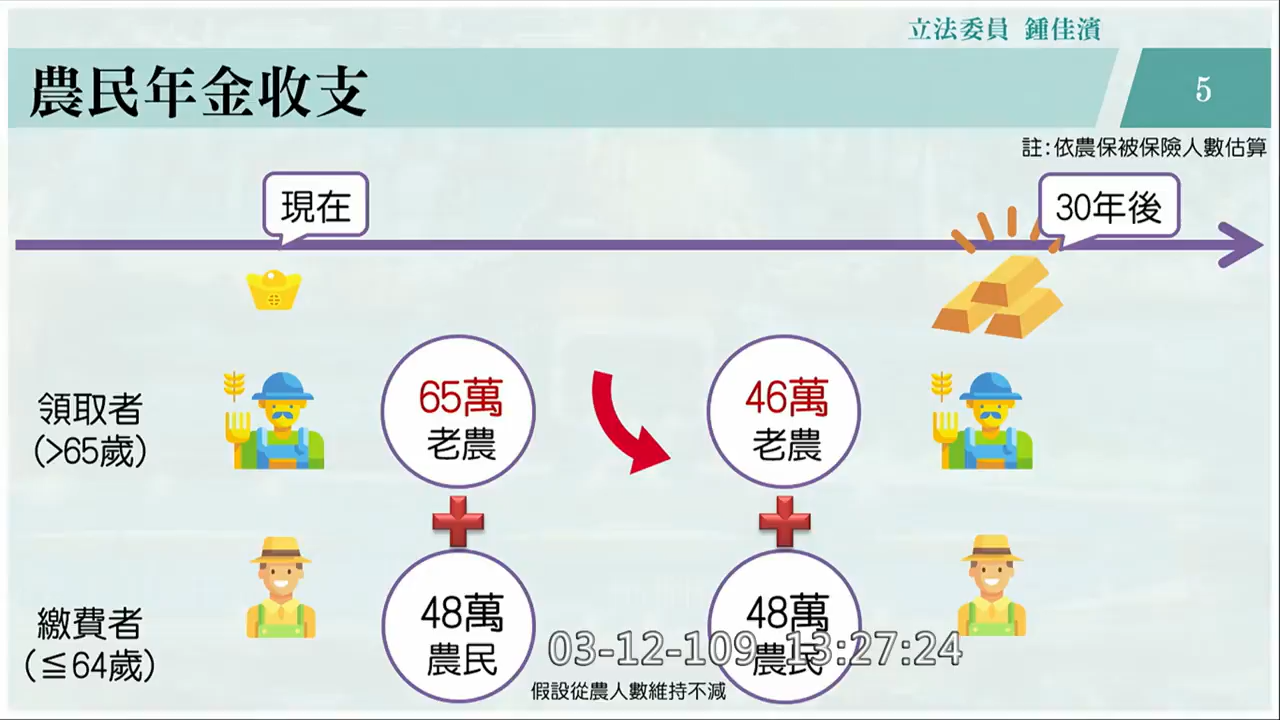 立法委員 鍾佳濱
農民年金收支
5
註:依農保被保險人數估算
現在
30年後
領取者
(>65歲)
65萬
老農
46萬
老農
繳費者
(≦64歲)
48萬
農民
48萬
農民
03-12-109 13:27:24
假設從農人數維持不減